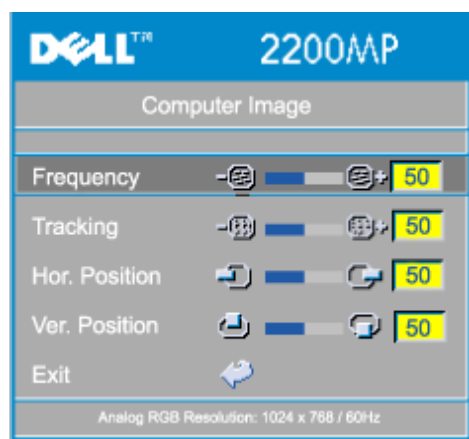 DELL™ 2200MP
Computer Image
Frequency 50
Tracking 50
Hor. Position 50
Ver. Position 50
Exit
Analog RGB Resolution: 1024 x 768 / 60Hz